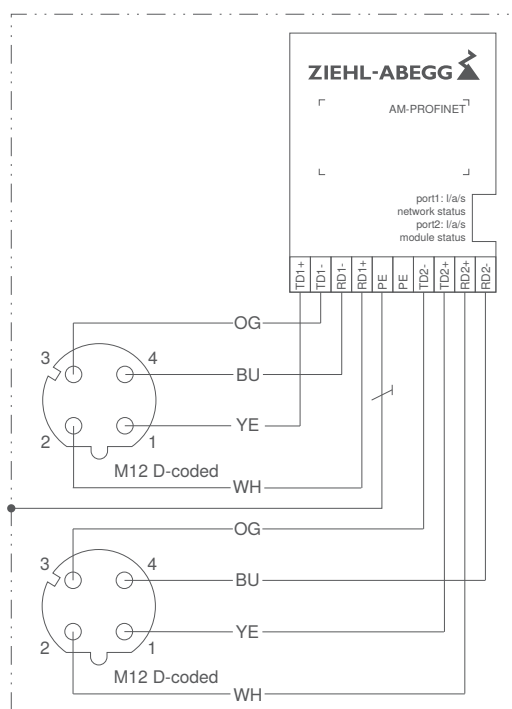 ZIEHL-ABEGG
AM-PROFINET
port1: l/a/s
network status
port2: l/a/s
module status
TD1+
TD1-
RD1-
RD1+
PE
PE
TD2-
TD2+
RD2+
RD2-
OG
3
4
BU
YE
2
1
M12 D-coded
WH
OG
3
4
BU
YE
2
1
M12 D-coded
WH